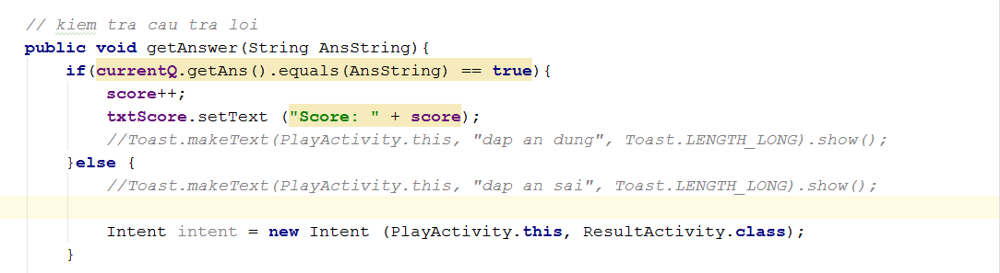 // kiem tra cau tra loi
public void getAnswer(String AnsString){
if(currentQ.getAns().equals(AnsString) == true){
score++;
txtScore.setText ("Score: " + score);
//Toast.makeText(PlayActivity.this, "dap an dung", Toast.LENGTH_LONG).show();
}else {
//Toast.makeText(PlayActivity.this, "dap an sai", Toast.LENGTH_LONG).show();
Intent intent = new Intent (PlayActivity.this, ResultActivity.class);
}